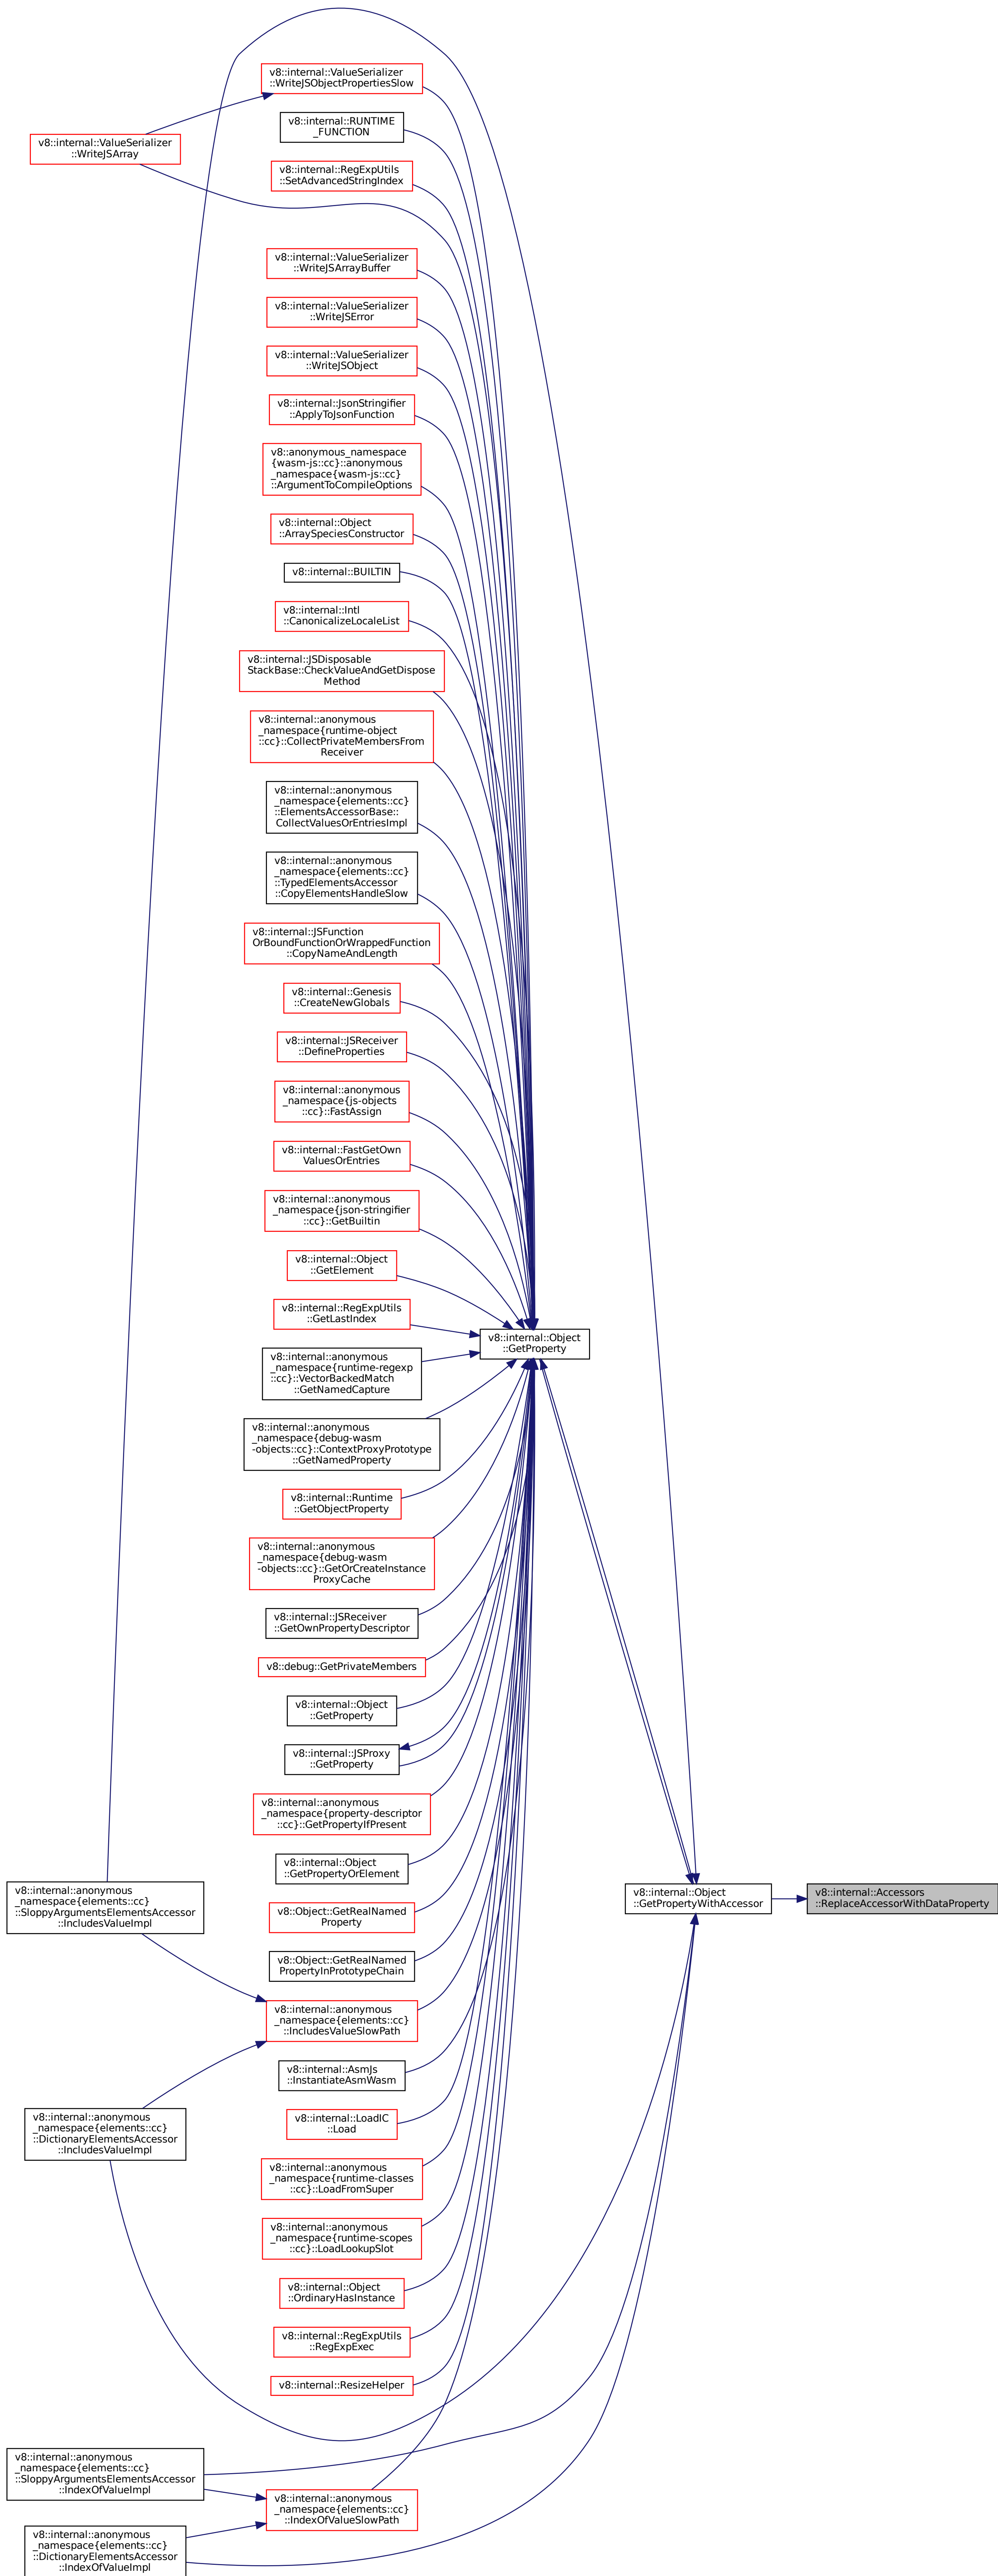 v8::internal::ValueSerializer
::WriteJSObjectPropertiesSlow
v8::internal::RUNTIME
_FUNCTION
v8::internal::ValueSerializer
::WriteJSArray
v8::internal::RegExpUtils
::SetAdvancedStringIndex
v8::internal::ValueSerializer
::WriteJSArrayBuffer
v8::internal::ValueSerializer
::WriteJSError
v8::internal::ValueSerializer
::WriteJSObject
v8::internal::JsonStringifier
::ApplyToJsonFunction
v8::anonymous_namespace
{wasm-js::cc}::anonymous
_namespace{wasm-js::cc}
::ArgumentToCompileOptions
v8::internal::Object
::ArraySpeciesConstructor
v8::internal::BUILTIN
v8::internal::Intl
::CanonicalizeLocaleList
v8::internal::JSDisposable
StackBase::CheckValueAndGetDispose
Method
v8::internal::anonymous
_namespace{runtime-object
::cc}::CollectPrivateMembersFrom
Receiver
v8::internal::anonymous
_namespace{elements::cc}
::ElementsAccessorBase::
CollectValuesOrEntriesImpl
v8::internal::anonymous
_namespace{elements::cc}
::TypedElementsAccessor
::CopyElementsHandleSlow
v8::internal::JSFunction
OrBoundFunctionOrWrappedFunction
::CopyNameAndLength
v8::internal::Genesis
::CreateNewGlobals
v8::internal::JSReceiver
::DefineProperties
v8::internal::anonymous
_namespace{js-objects
::cc}::FastAssign
v8::internal::FastGetOwn
ValuesOrEntries
v8::internal::anonymous
_namespace{json-stringifier
::cc}::GetBuiltin
v8::internal::Object
::GetElement
v8::internal::RegExpUtils
::GetLastIndex
v8::internal::Object
::GetProperty
v8::internal::anonymous
_namespace{runtime-regexp
::cc}::VectorBackedMatch
::GetNamedCapture
v8::internal::anonymous
_namespace{debug-wasm
-objects::cc}::ContextProxyPrototype
::GetNamedProperty
v8::internal::Runtime
::GetObjectProperty
v8::internal::anonymous
_namespace{debug-wasm
-objects::cc}::GetOrCreateInstance
ProxyCache
v8::internal::JSReceiver
::GetOwnPropertyDescriptor
v8::debug::GetPrivateMembers
v8::internal::Object
::GetProperty
v8::internal::JSProxy
::GetProperty
v8::internal::anonymous
_namespace{property-descriptor
::cc}::GetPropertyIfPresent
v8::internal::Object
::GetPropertyOrElement
v8::internal::anonymous
_namespace{elements::cc}
::SloppyArgumentsElementsAccessor
::IncludesValueImpl
v8::internal::Object
::GetPropertyWithAccessor
v8::internal::Accessors
::ReplaceAccessorWithDataProperty
v8::Object::GetRealNamed
Property
v8::Object::GetRealNamed
PropertyInPrototypeChain
v8::internal::anonymous
_namespace{elements::cc}
::IncludesValueSlowPath
v8::internal::AsmJs
::InstantiateAsmWasm
v8::internal::LoadIC
::Load
v8::internal::anonymous
_namespace{elements::cc}
::DictionaryElementsAccessor
::IncludesValueImpl
v8::internal::anonymous
_namespace{runtime-classes
::cc}::LoadFromSuper
v8::internal::anonymous
_namespace{runtime-scopes
::cc}::LoadLookupSlot
v8::internal::Object
::OrdinaryHasInstance
v8::internal::RegExpUtils
::RegExpExec
v8::internal::ResizeHelper
v8::internal::anonymous
_namespace{elements::cc}
::SloppyArgumentsElementsAccessor
::IndexOfValueImpl
v8::internal::anonymous
_namespace{elements::cc}
::IndexOfValueSlowPath
v8::internal::anonymous
_namespace{elements::cc}
::DictionaryElementsAccessor
::IndexOfValueImpl